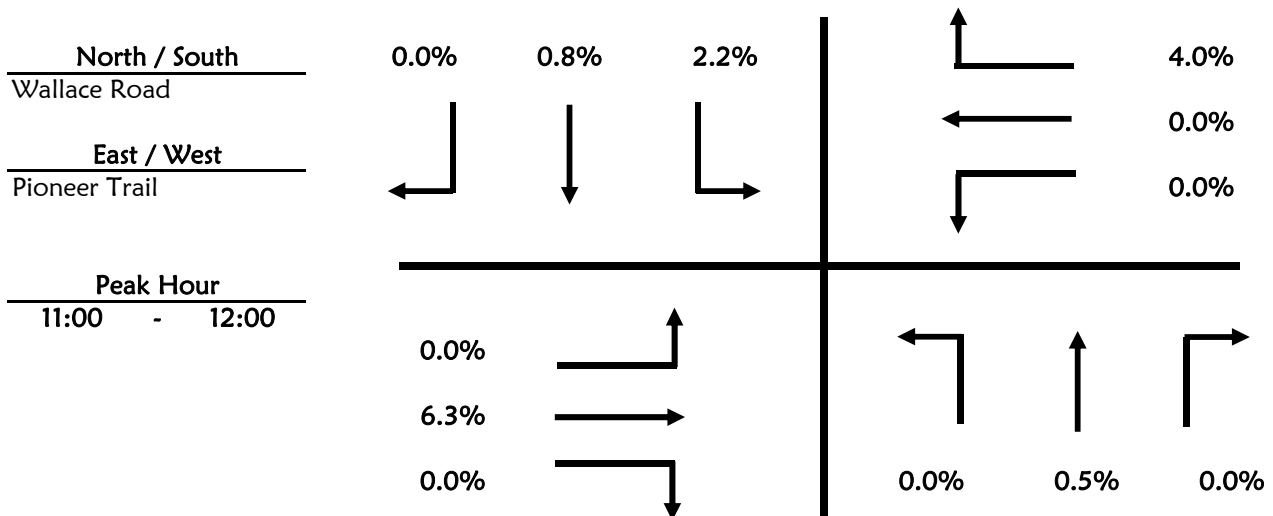 North / South
Wallace Road
East / West
Pioneer Trail
Peak Hour
11:00 - 12:00
0.0% 0.8% 2.2%
4.0%
0.0%
0.0%
0.0%
6.3%
0.0%
0.0% 0.5% 0.0%